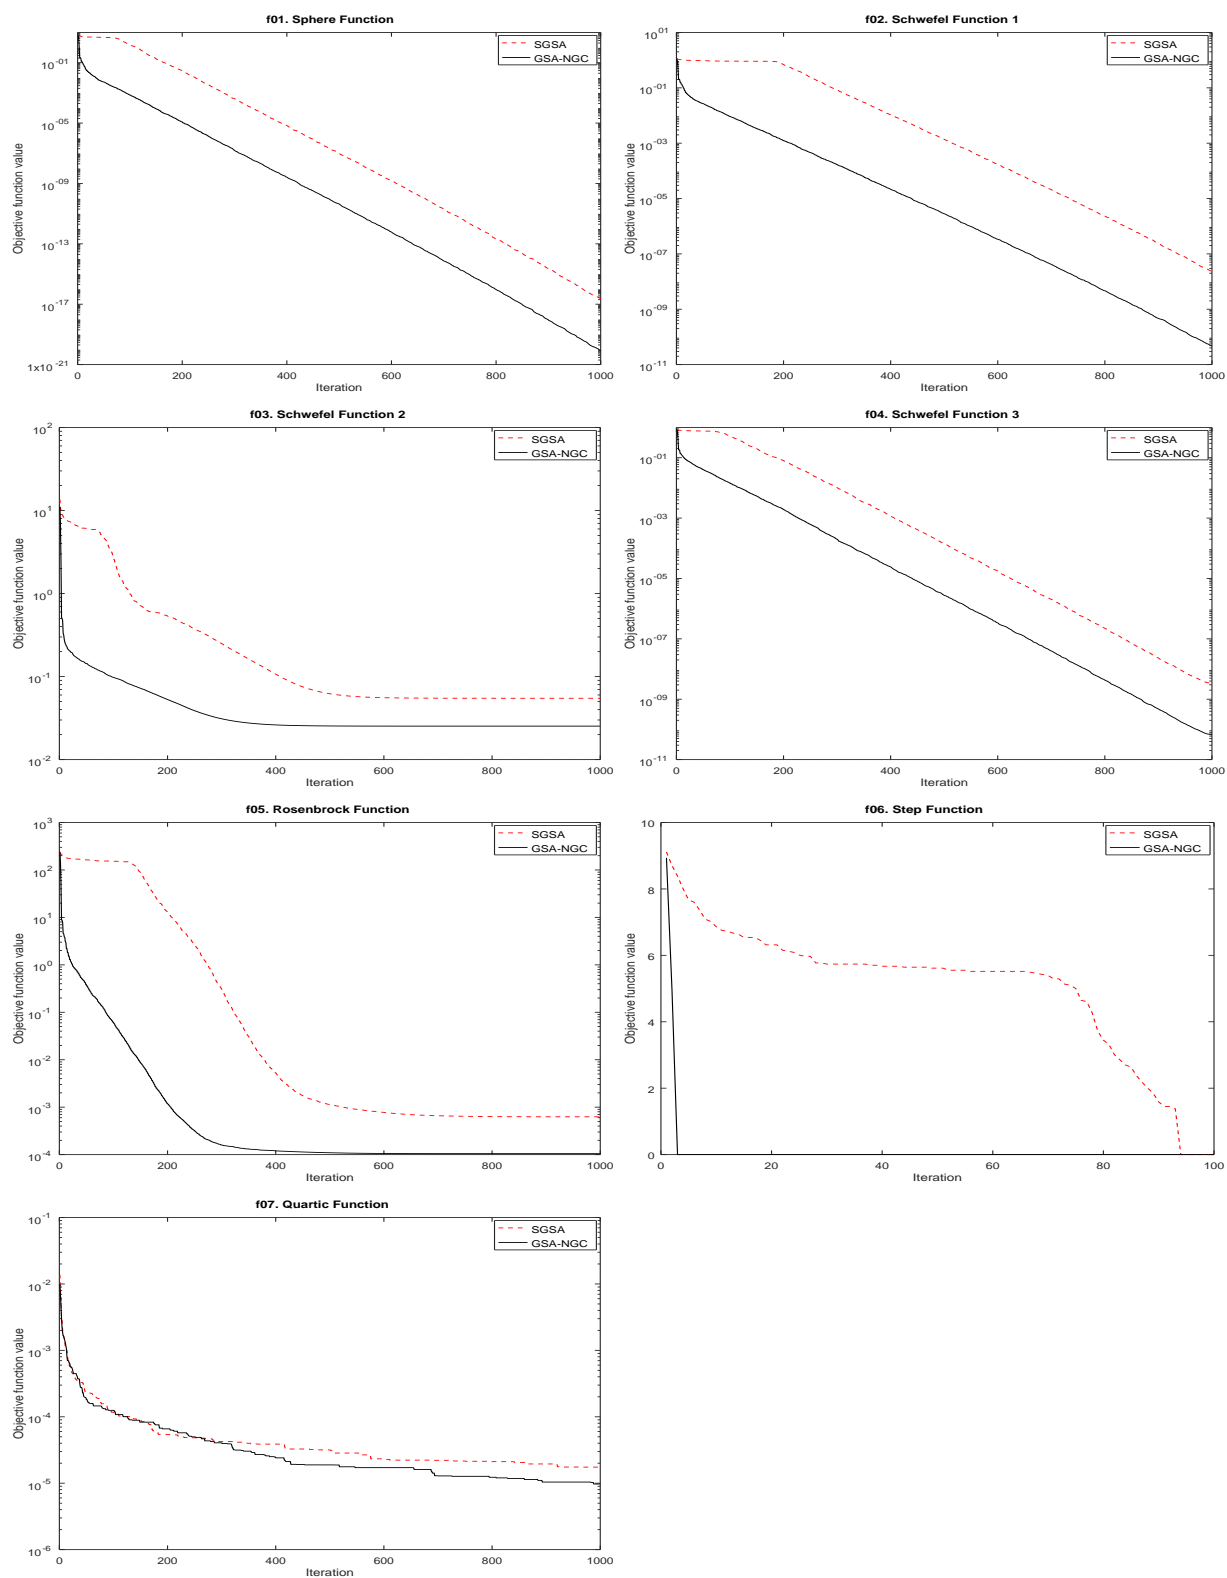 f01. Sphere Function
SGSA
GSA-NGC
10^-01
10^-05
10^-09
10^-13
10^-17
1x10^-21
Objective function value
0 200 400 600 800 1000
Iteration
f02. Schwefel Function 1
SGSA
GSA-NGC
10^01
10^-01
10^-03
10^-05
10^-07
10^-09
10^-11
Objective function value
0 200 400 600 800 1000
Iteration
f03. Schwefel Function 2
SGSA
GSA-NGC
10^2
10^1
10^0
10^-1
10^-2
Objective function value
0 200 400 600 800 1000
Iteration
f04. Schwefel Function 3
SGSA
GSA-NGC
10^-01
10^-03
10^-05
10^-07
10^-09
10^-11
Objective function value
0 200 400 600 800 1000
Iteration
f05. Rosenbrock Function
SGSA
GSA-NGC
10^3
10^2
10^1
10^0
10^-1
10^-2
10^-3
10^-4
Objective function value
0 200 400 600 800 1000
Iteration
f06. Step Function
SGSA
GSA-NGC
10
8
6
4
2
0
Objective function value
0 20 40 60 80 100
Iteration
f07. Quartic Function
SGSA
GSA-NGC
10^-1
10^-2
10^-3
10^-4
10^-5
10^-6
Objective function value
0 200 400 600 800 1000
Iteration